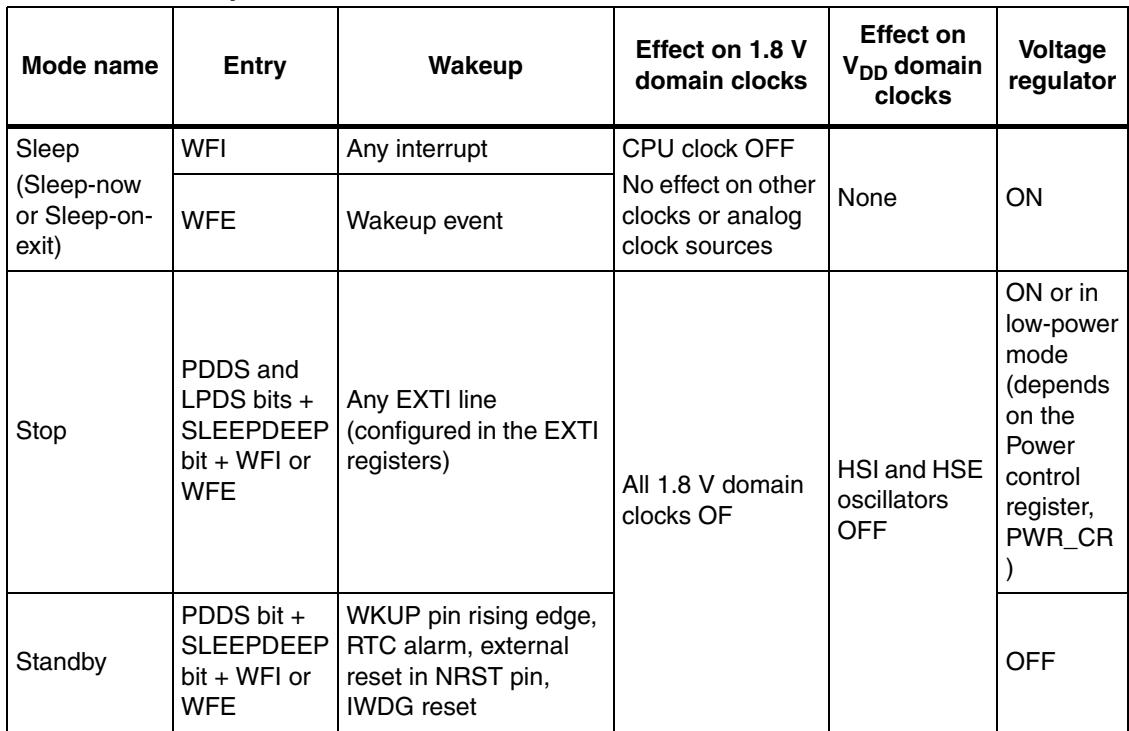 Mode name
Entry
Wakeup
Effect on 1.8 V
domain clocks
Effect on
VDD domain
clocks
Voltage
regulator
Sleep
(Sleep-now
or Sleep-on-
exit)
WFI
Any interrupt
WFE
Wakeup event
CPU clock OFF
No effect on other
clocks or analog
clock sources
None
ON
Stop
PDDS and
LPDS bits +
SLEEPDEEP
bit + WFI or
WFE
Any EXTI line
(configured in the EXTI
registers)
All 1.8 V domain
clocks OF
HSI and HSE
oscillators
OFF
ON or in
low-power
mode
(depends
on the
Power
control
register,
PWR_CR
)
Standby
PDDS bit +
SLEEPDEEP
bit + WFI or
WFE
WKUP pin rising edge,
RTC alarm, external
reset in NRST pin,
IWDG reset
OFF